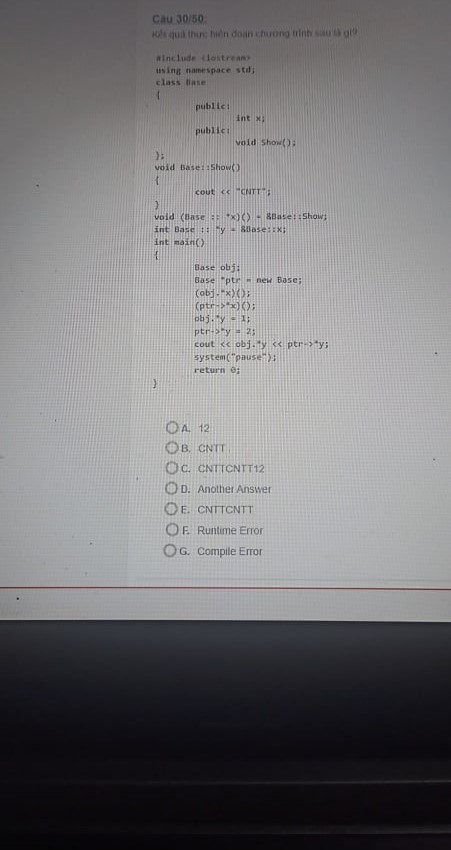 Câu 30/50:
Kết quả thực hiện đoạn chương trình sau là gì?
#include <iostream>
using namespace std;
class Base
{
public:
int x;
public:
void Show();
};
void Base::Show()
{
cout << "CNTT";
}
void (Base :: *x)() = &Base::Show;
int Base :: *y = &Base::x;
int main()
{
Base obj;
Base *ptr = new Base;
(obj.*x)();
(ptr->*x)();
obj.*y = 1;
ptr->*y = 2;
cout << obj.*y << ptr->*y;
system("pause");
return 0;
}
A. 12
B. CNTT
C. CNTTCNTT12
D. Another Answer
E. CNTTCNTT
F. Runtime Error
G. Compile Error